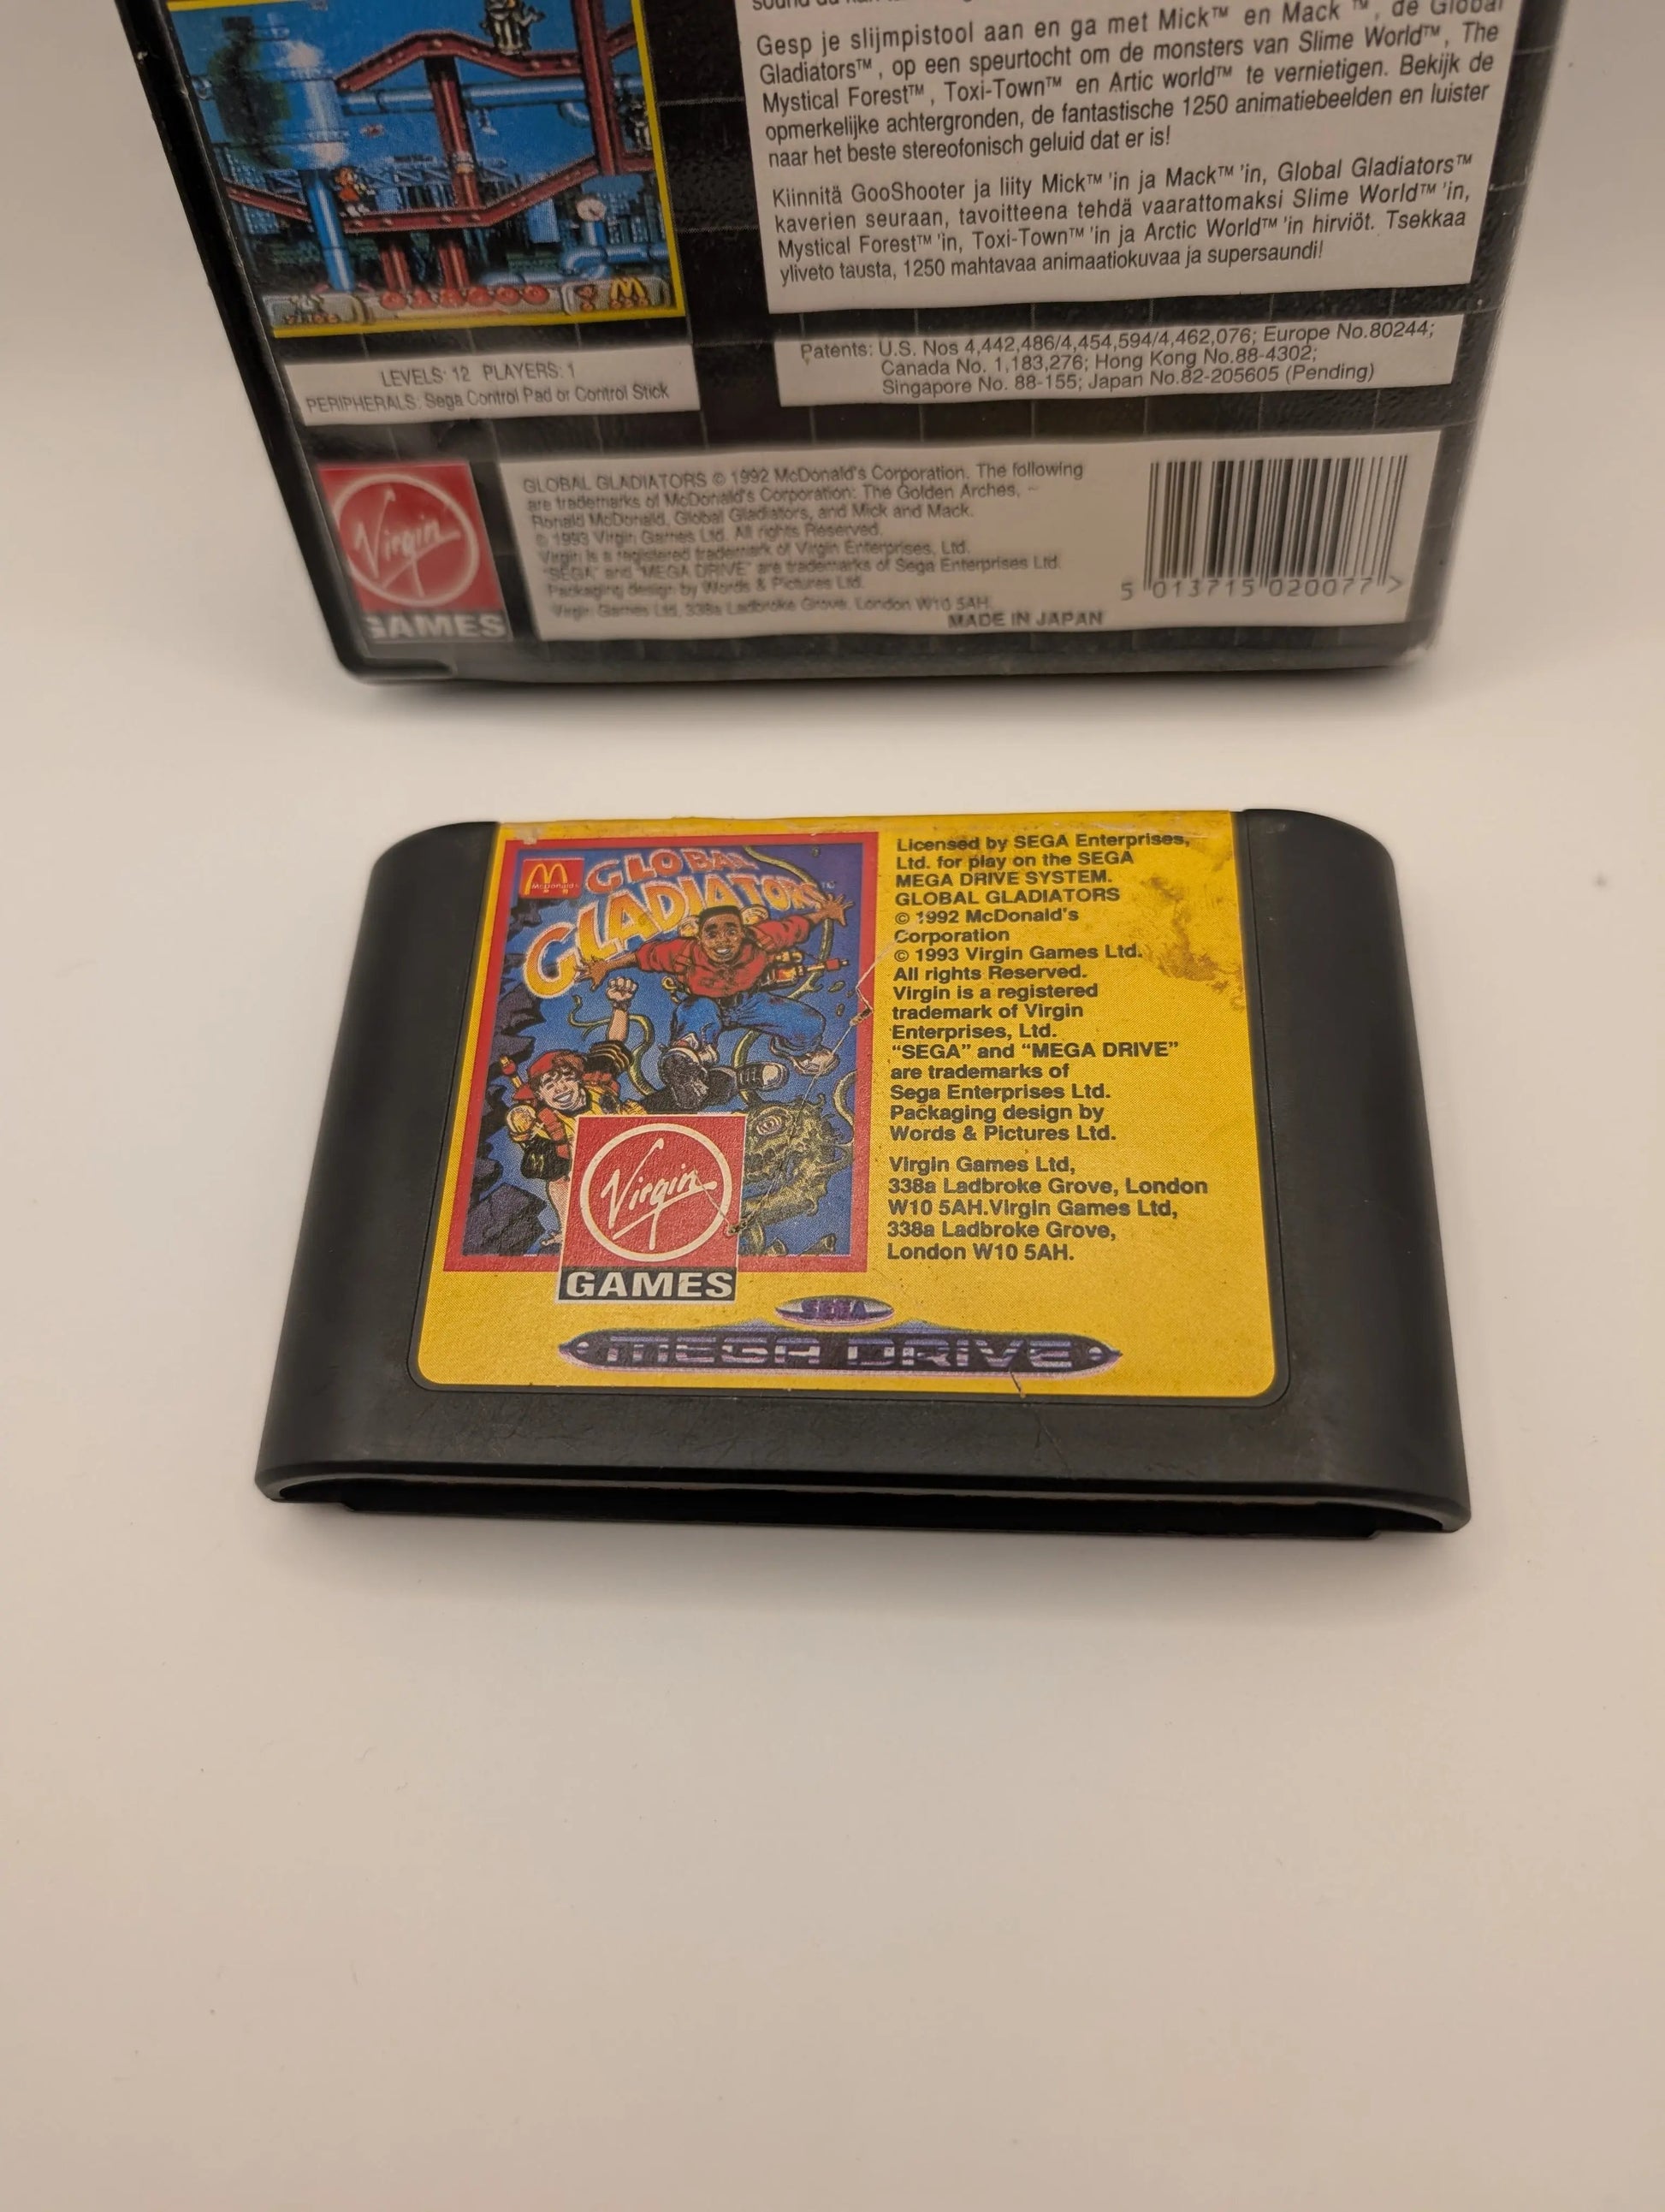 Gesp je slijmpistool aan en ga met Mick™ en Mack ™, de Global
Gladiators™, op een speurtocht om de monsters van Slime World™, The
Mystical Forest™, Toxi-Town™ en Artic world™ te vernietigen. Bekijk de
opmerkelijke achtergronden, de fantastische 1250 animatiebeelden en luister
naar het beste stereofonisch geluid dat er is!
Kiinnitä GooShooter ja liity Mick™'in ja Mack™'in, Global Gladiators™
kaverien seuraan, tavoitteena tehdä vaarattomaksi Slime World™'in,
Mystical Forest™'in, Toxi-Town™'in ja Arctic World™'in hirviöt. Tsekkaa
yliveto tausta, 1250 mahtavaa animaatiokuvaa ja supersaundi!
LEVELS: 12 PLAYERS: 1
PERIPHERALS: Sega Control Pad or Control Stick
Patents: U.S. Nos 4,442,486/4,454,594/4,462,076; Europe No.80244;
Canada No. 1,183,276; Hong Kong No.88-4302;
Singapore No. 88-155; Japan No.82-205605 (Pending)
Virgin
GAMES
GLOBAL GLADIATORS © 1992 McDonald's Corporation. The following
are trademarks of McDonald's Corporation: The Golden Arches,
Ronald McDonald, Global Gladiators, and Mick and Mack.
© 1993 Virgin Games Ltd. All rights Reserved.
Virgin is a registered trademark of Virgin Enterprises, Ltd.
"SEGA" and "MEGA DRIVE" are trademarks of Sega Enterprises Ltd.
Packaging design by Words & Pictures Ltd.
Virgin Games Ltd, 338a Ladbroke Grove, London W10 5AH.
MADE IN JAPAN
5 013715 020077 >
McDonald's
GLOBAL
GLADIATORS™
Virgin
GAMES
Licensed by SEGA Enterprises,
Ltd. for play on the SEGA
MEGA DRIVE SYSTEM.
GLOBAL GLADIATORS
© 1992 McDonald's
Corporation
© 1993 Virgin Games Ltd.
All rights Reserved.
Virgin is a registered
trademark of Virgin
Enterprises, Ltd.
“SEGA” and “MEGA DRIVE”
are trademarks of
Sega Enterprises Ltd.
Packaging design by
Words & Pictures Ltd.
Virgin Games Ltd,
338a Ladbroke Grove, London
W10 5AH.Virgin Games Ltd,
338a Ladbroke Grove,
London W10 5AH.
SEGA
MEGA DRIVE